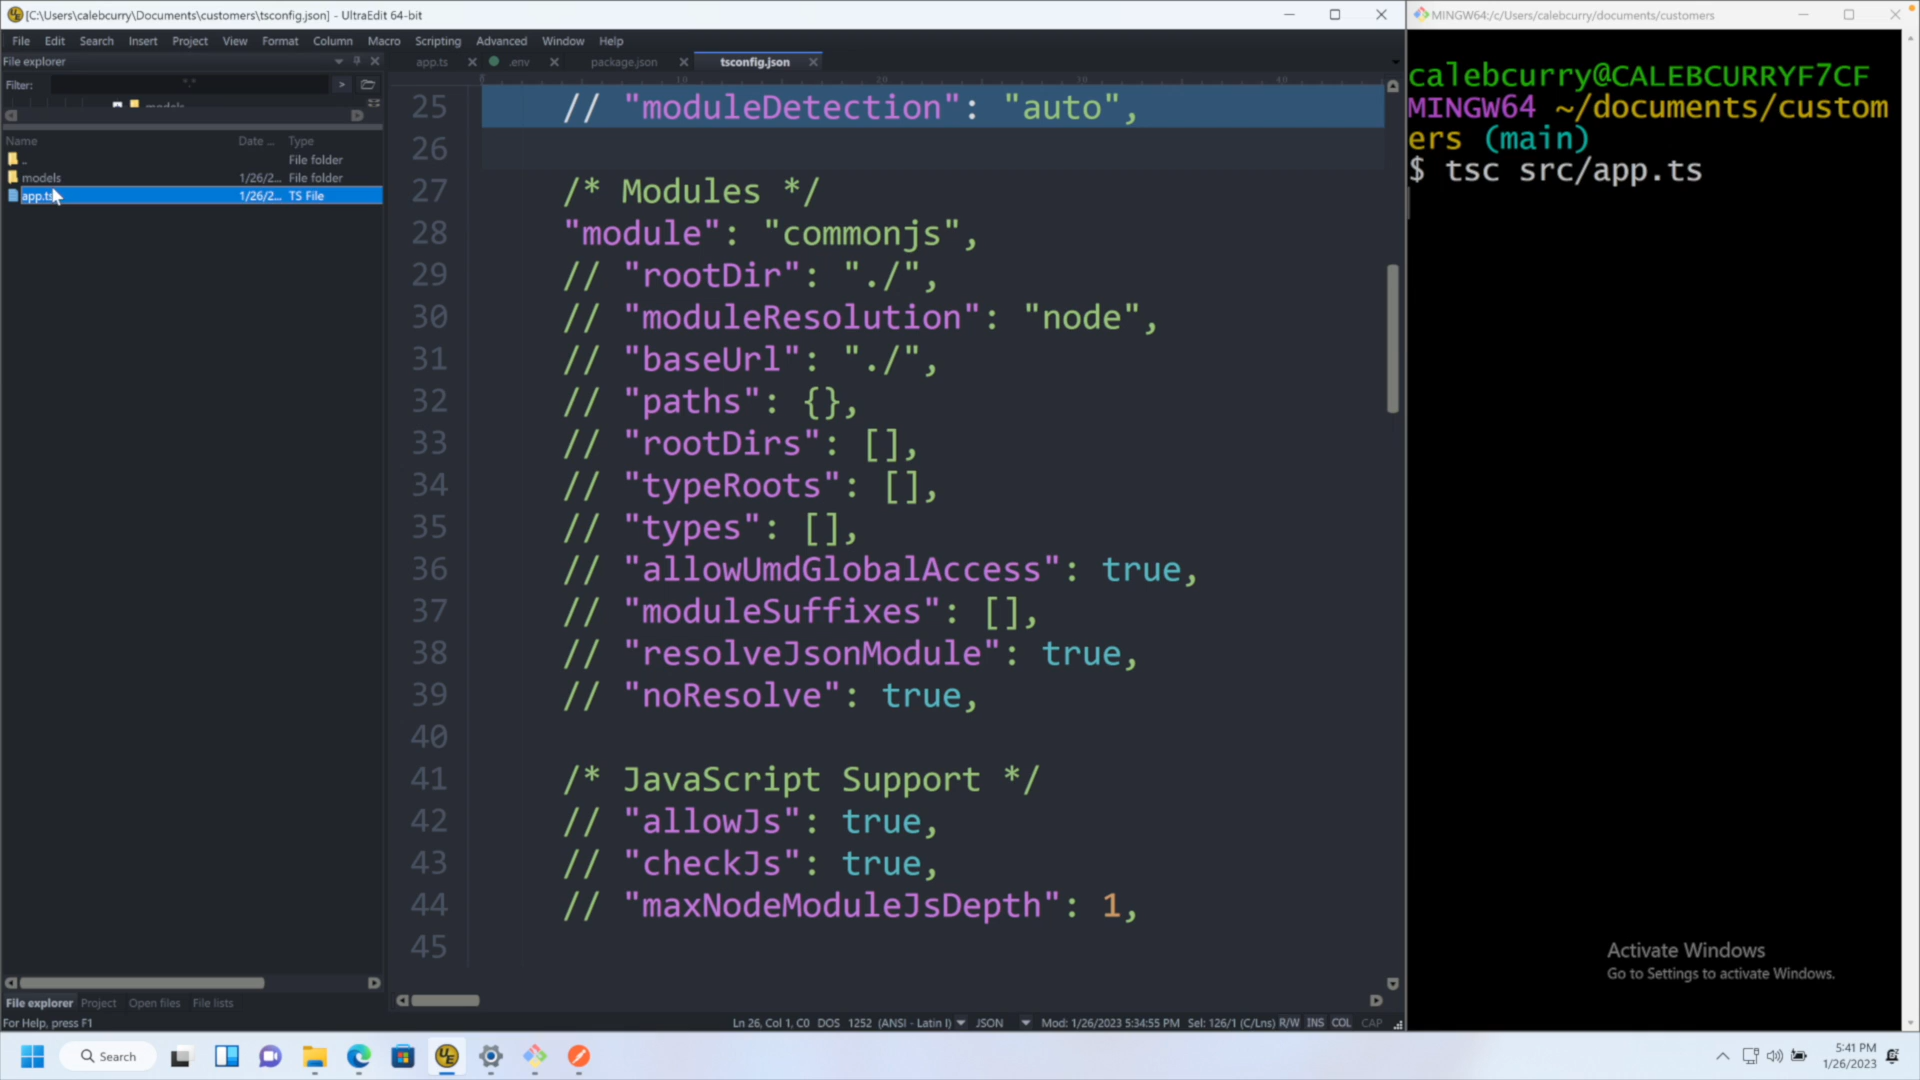 [C:\Users\calebcurry\Documents\customers\tsconfig.json] - UltraEdit 64-bit
File Edit Search Insert Project View Format Column Macro Scripting Advanced Window Help
File explorer
Filter: *.*
models
Name Date ... Type
.. File folder
models 1/26/2... File folder
app.ts 1/26/2... TS File
File explorer Project Open files File lists
For Help, press F1
app.ts .env package.json tsconfig.json
0 10 20 30 40
25 // "moduleDetection": "auto",
26
27 /* Modules */
28 "module": "commonjs",
29 // "rootDir": "./",
30 // "moduleResolution": "node",
31 // "baseUrl": "./",
32 // "paths": {},
33 // "rootDirs": [],
34 // "typeRoots": [],
35 // "types": [],
36 // "allowUmdGlobalAccess": true,
37 // "moduleSuffixes": [],
38 // "resolveJsonModule": true,
39 // "noResolve": true,
40
41 /* JavaScript Support */
42 // "allowJs": true,
43 // "checkJs": true,
44 // "maxNodeModuleJsDepth": 1,
45
Ln 26, Col 1, C0 DOS 1252 (ANSI - Latin I) JSON Mod: 1/26/2023 5:34:55 PM Sel: 126/1 (C/Lns) R/W INS COL CAP
MINGW64:/c/Users/calebcurry/documents/customers
calebcurry@CALEBCURRYF7CF
MINGW64 ~/documents/custom
ers (main)
$ tsc src/app.ts
Activate Windows
Go to Settings to activate Windows.
Search
UE
5:41 PM
1/26/2023